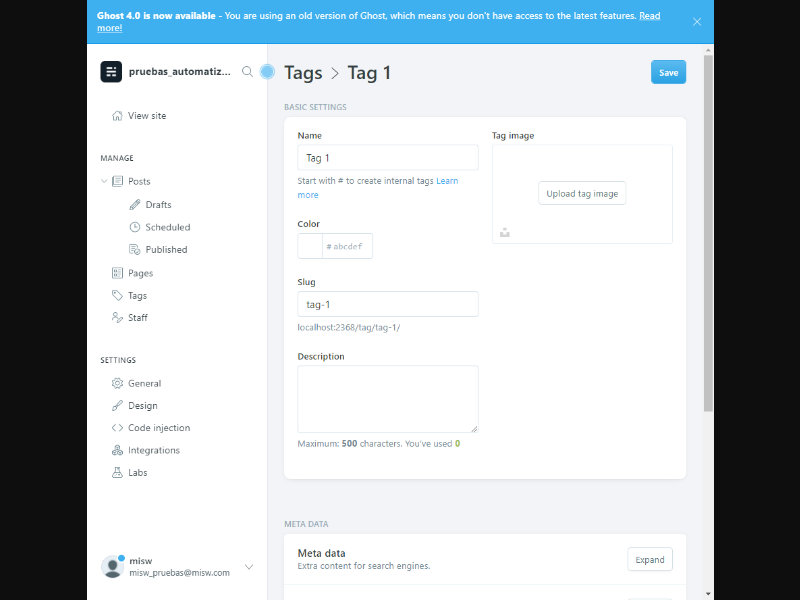 Ghost 4.0 is now available - You are using an old version of Ghost, which means you don't have access to the latest features. Read
more!
pruebas_automatiz...
View site
MANAGE
Posts
Drafts
Scheduled
Published
Pages
Tags
Staff
SETTINGS
General
Design
Code injection
Integrations
Labs
misw
misw_pruebas@misw.com
Tags > Tag 1
Save
BASIC SETTINGS
Name
Tag 1
Start with # to create internal tags Learn
more
Color
# abcdef
Slug
tag-1
localhost:2368/tag/tag-1/
Description
Maximum: 500 characters. You've used 0
Tag image
Upload tag image
META DATA
Meta data
Extra content for search engines.
Expand